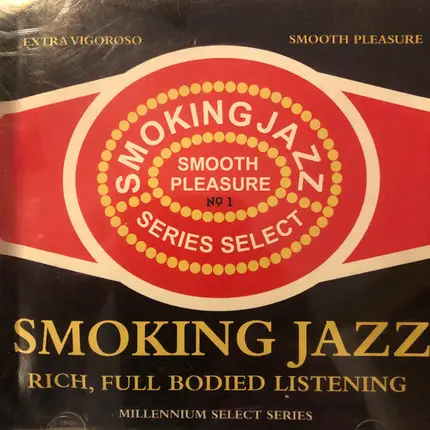 EXTRA VIGOROSO
SMOOTH PLEASURE
SMOKING JAZZ
SMOOTH
PLEASURE
Nº 1
SERIES SELECT
SMOKING JAZZ
RICH, FULL BODIED LISTENING
MILLENNIUM SELECT SERIES